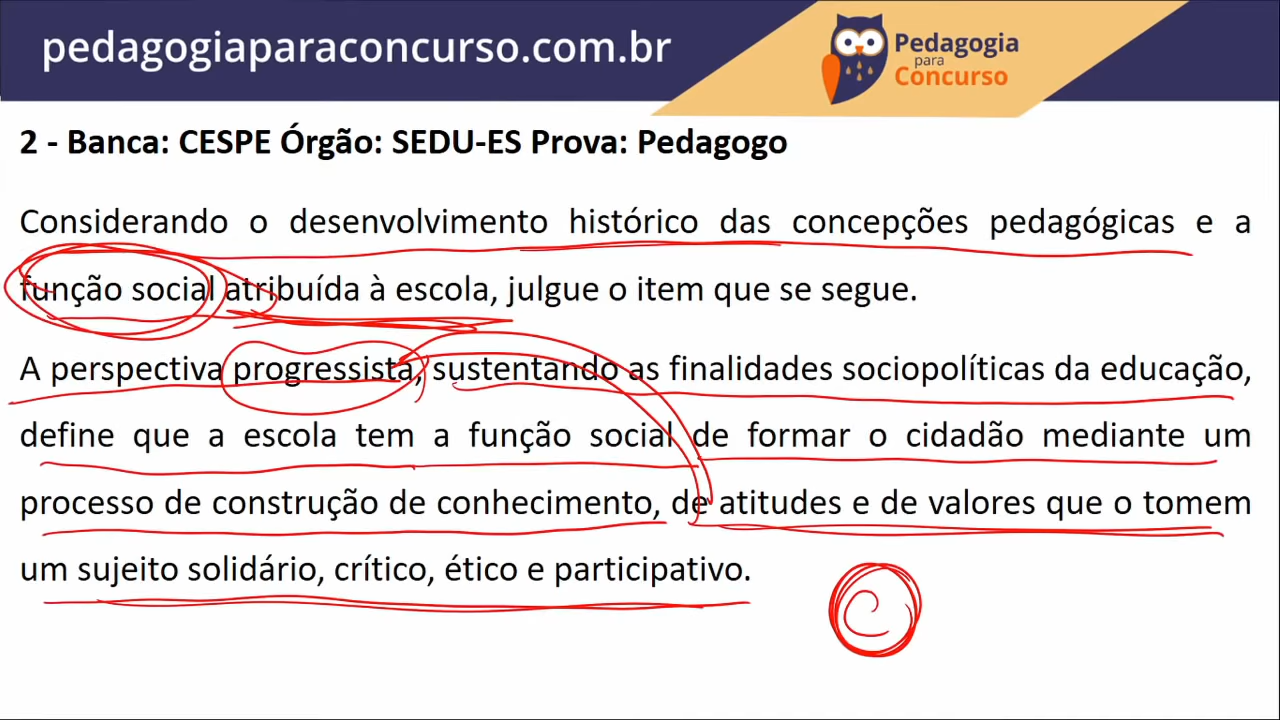 pedagogiaparaconcurso.com.br
Pedagogia
para
Concurso
2 - Banca: CESPE Órgão: SEDU-ES Prova: Pedagogo
Considerando o desenvolvimento histórico das concepções pedagógicas e a
função social atribuída à escola, julgue o item que se segue.
A perspectiva progressista, sustentando as finalidades sociopolíticas da educação,
define que a escola tem a função social de formar o cidadão mediante um
processo de construção de conhecimento, de atitudes e de valores que o tomem
um sujeito solidário, crítico, ético e participativo.
C